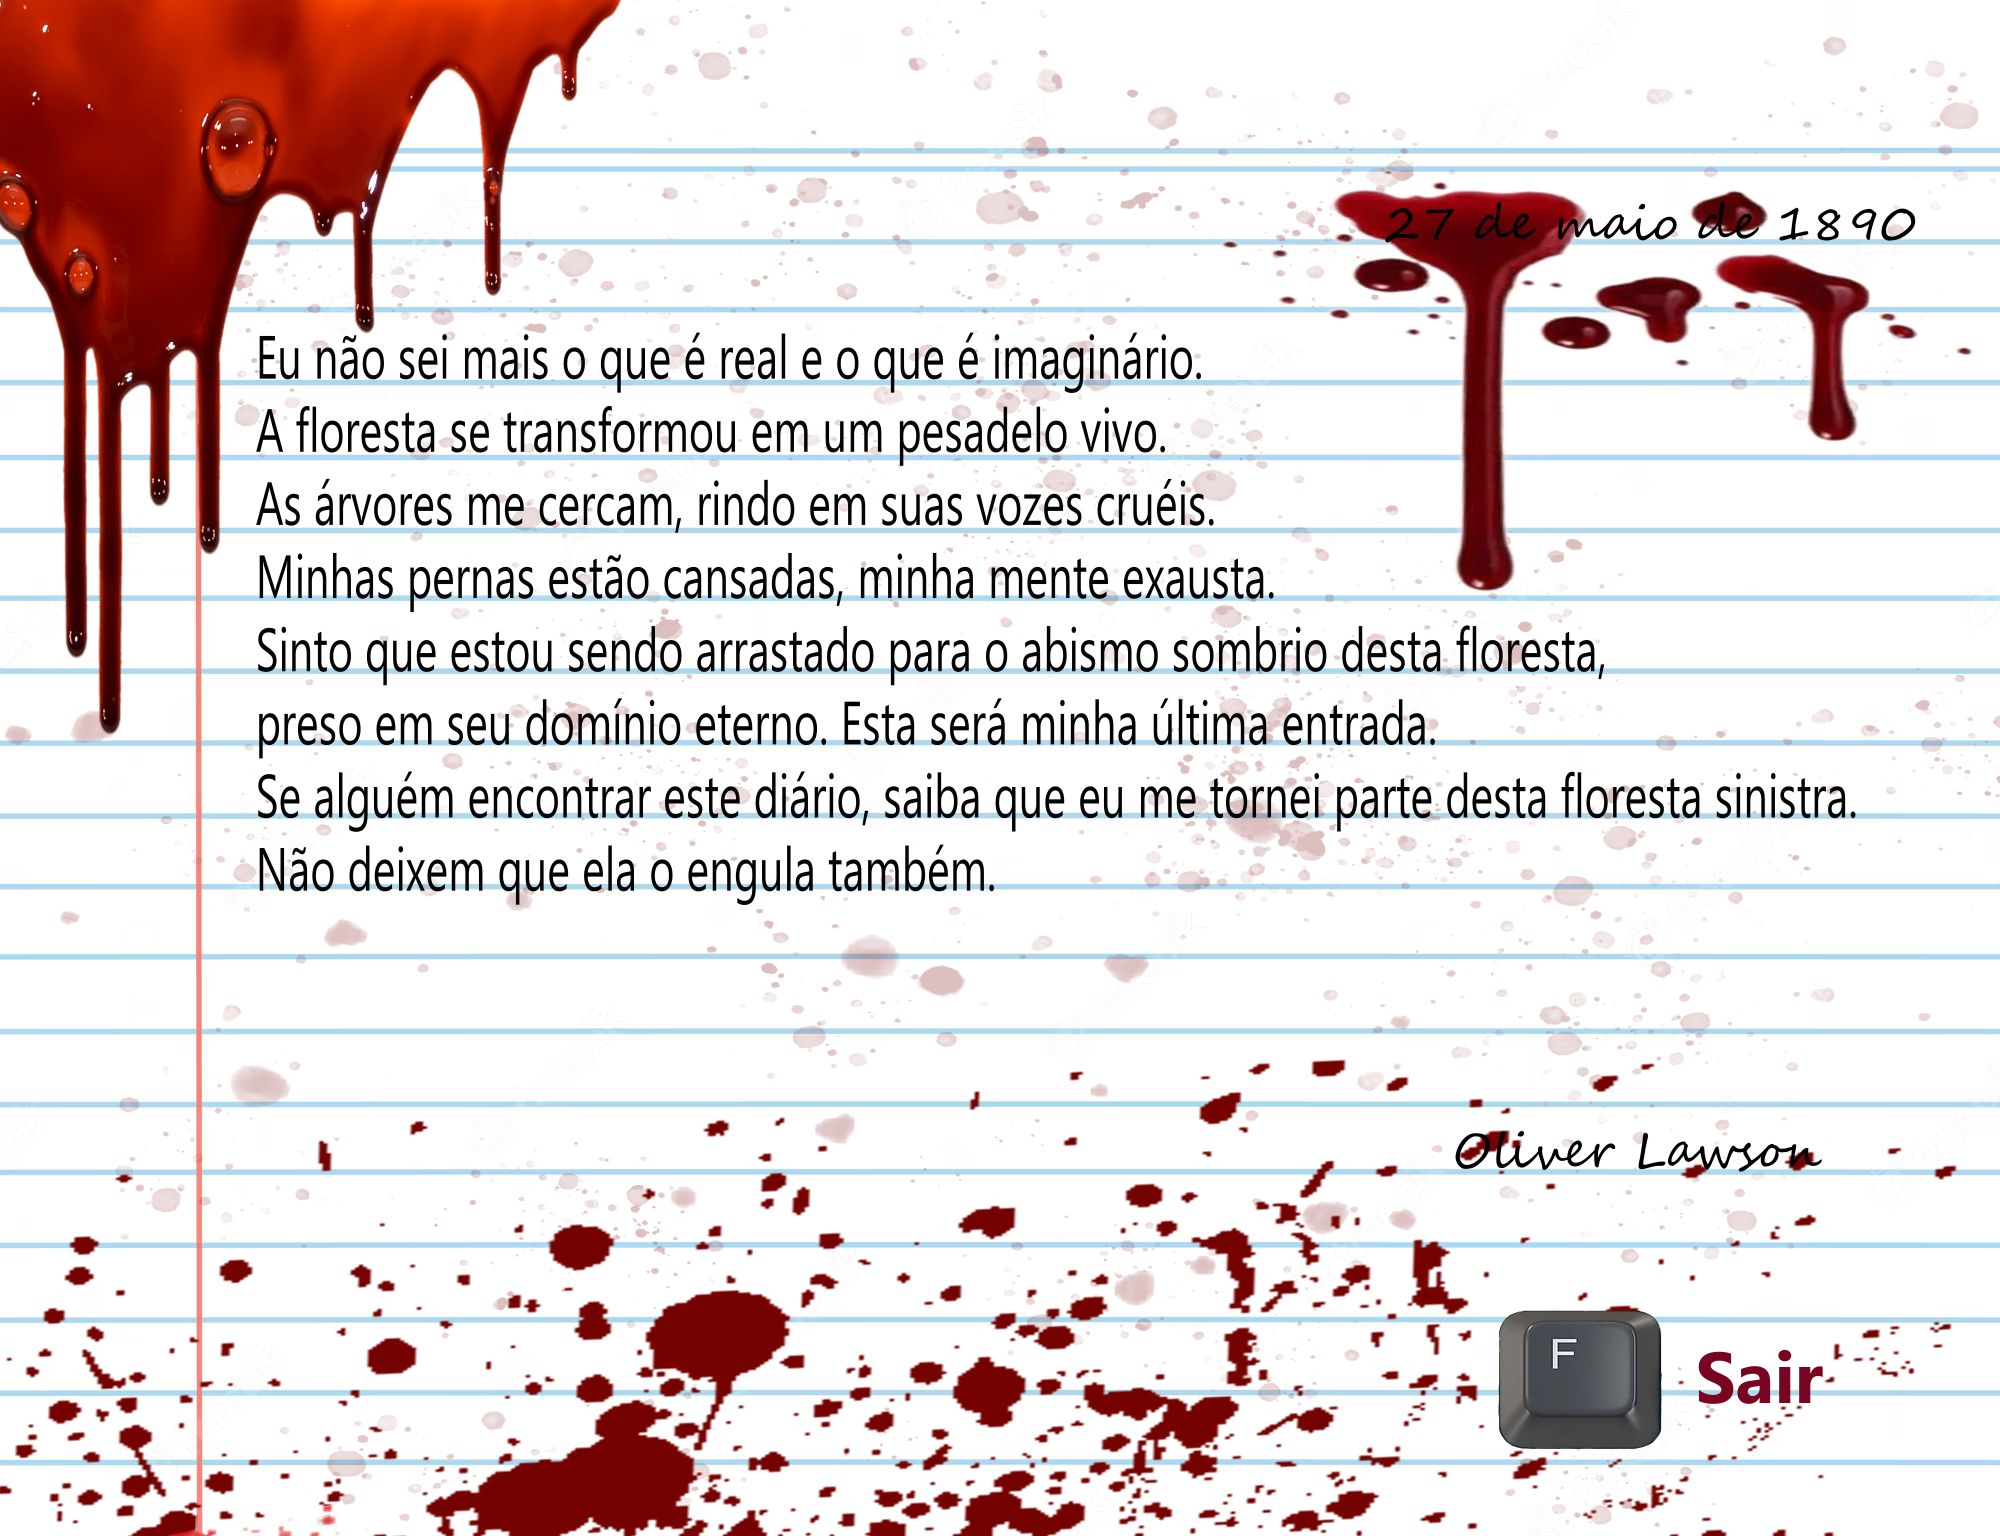 27 de maio de 1890
Eu não sei mais o que é real e o que é imaginário.
A floresta se transformou em um pesadelo vivo.
As árvores me cercam, rindo em suas vozes cruéis.
Minhas pernas estão cansadas, minha mente exausta.
Sinto que estou sendo arrastado para o abismo sombrio desta floresta,
preso em seu domínio eterno. Esta será minha última entrada.
Se alguém encontrar este diário, saiba que eu me tornei parte desta floresta sinistra.
Não deixem que ela o engula também.
Oliver Lawson
F
Sair